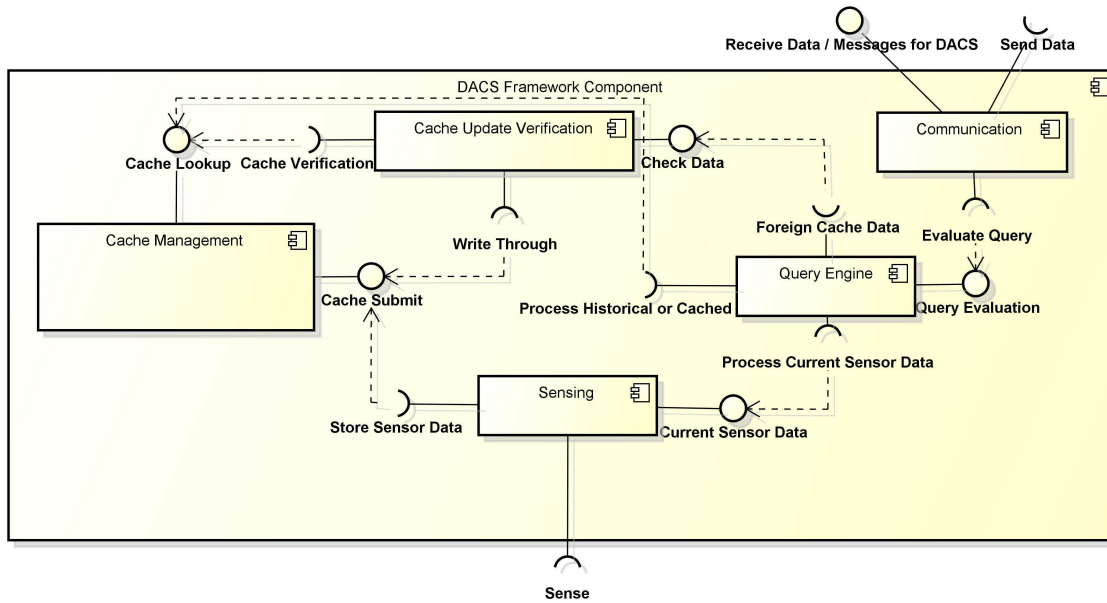 Receive Data / Messages for DACS
Send Data
DACS Framework Component
Cache Update Verification
Communication
Cache Lookup
Cache Verification
Check Data
Cache Management
Write Through
Foreign Cache Data
Evaluate Query
Query Engine
Cache Submit
Process Historical or Cached
Query Evaluation
Process Current Sensor Data
Sensing
Store Sensor Data
Current Sensor Data
Sense